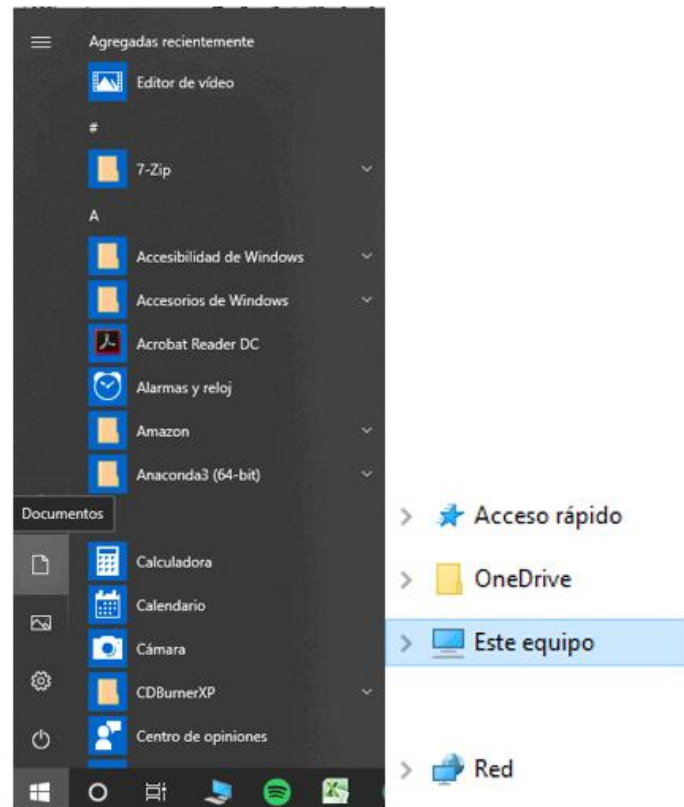 Agregadas recientemente
Editor de vídeo
#
7-Zip
A
Accesibilidad de Windows
Accesorios de Windows
Acrobat Reader DC
Alarmas y reloj
Amazon
Anaconda3 (64-bit)
Documentos
Calculadora
Calendario
Cámara
CDBurnerXP
Centro de opiniones
Acceso rápido
OneDrive
Este equipo
Red